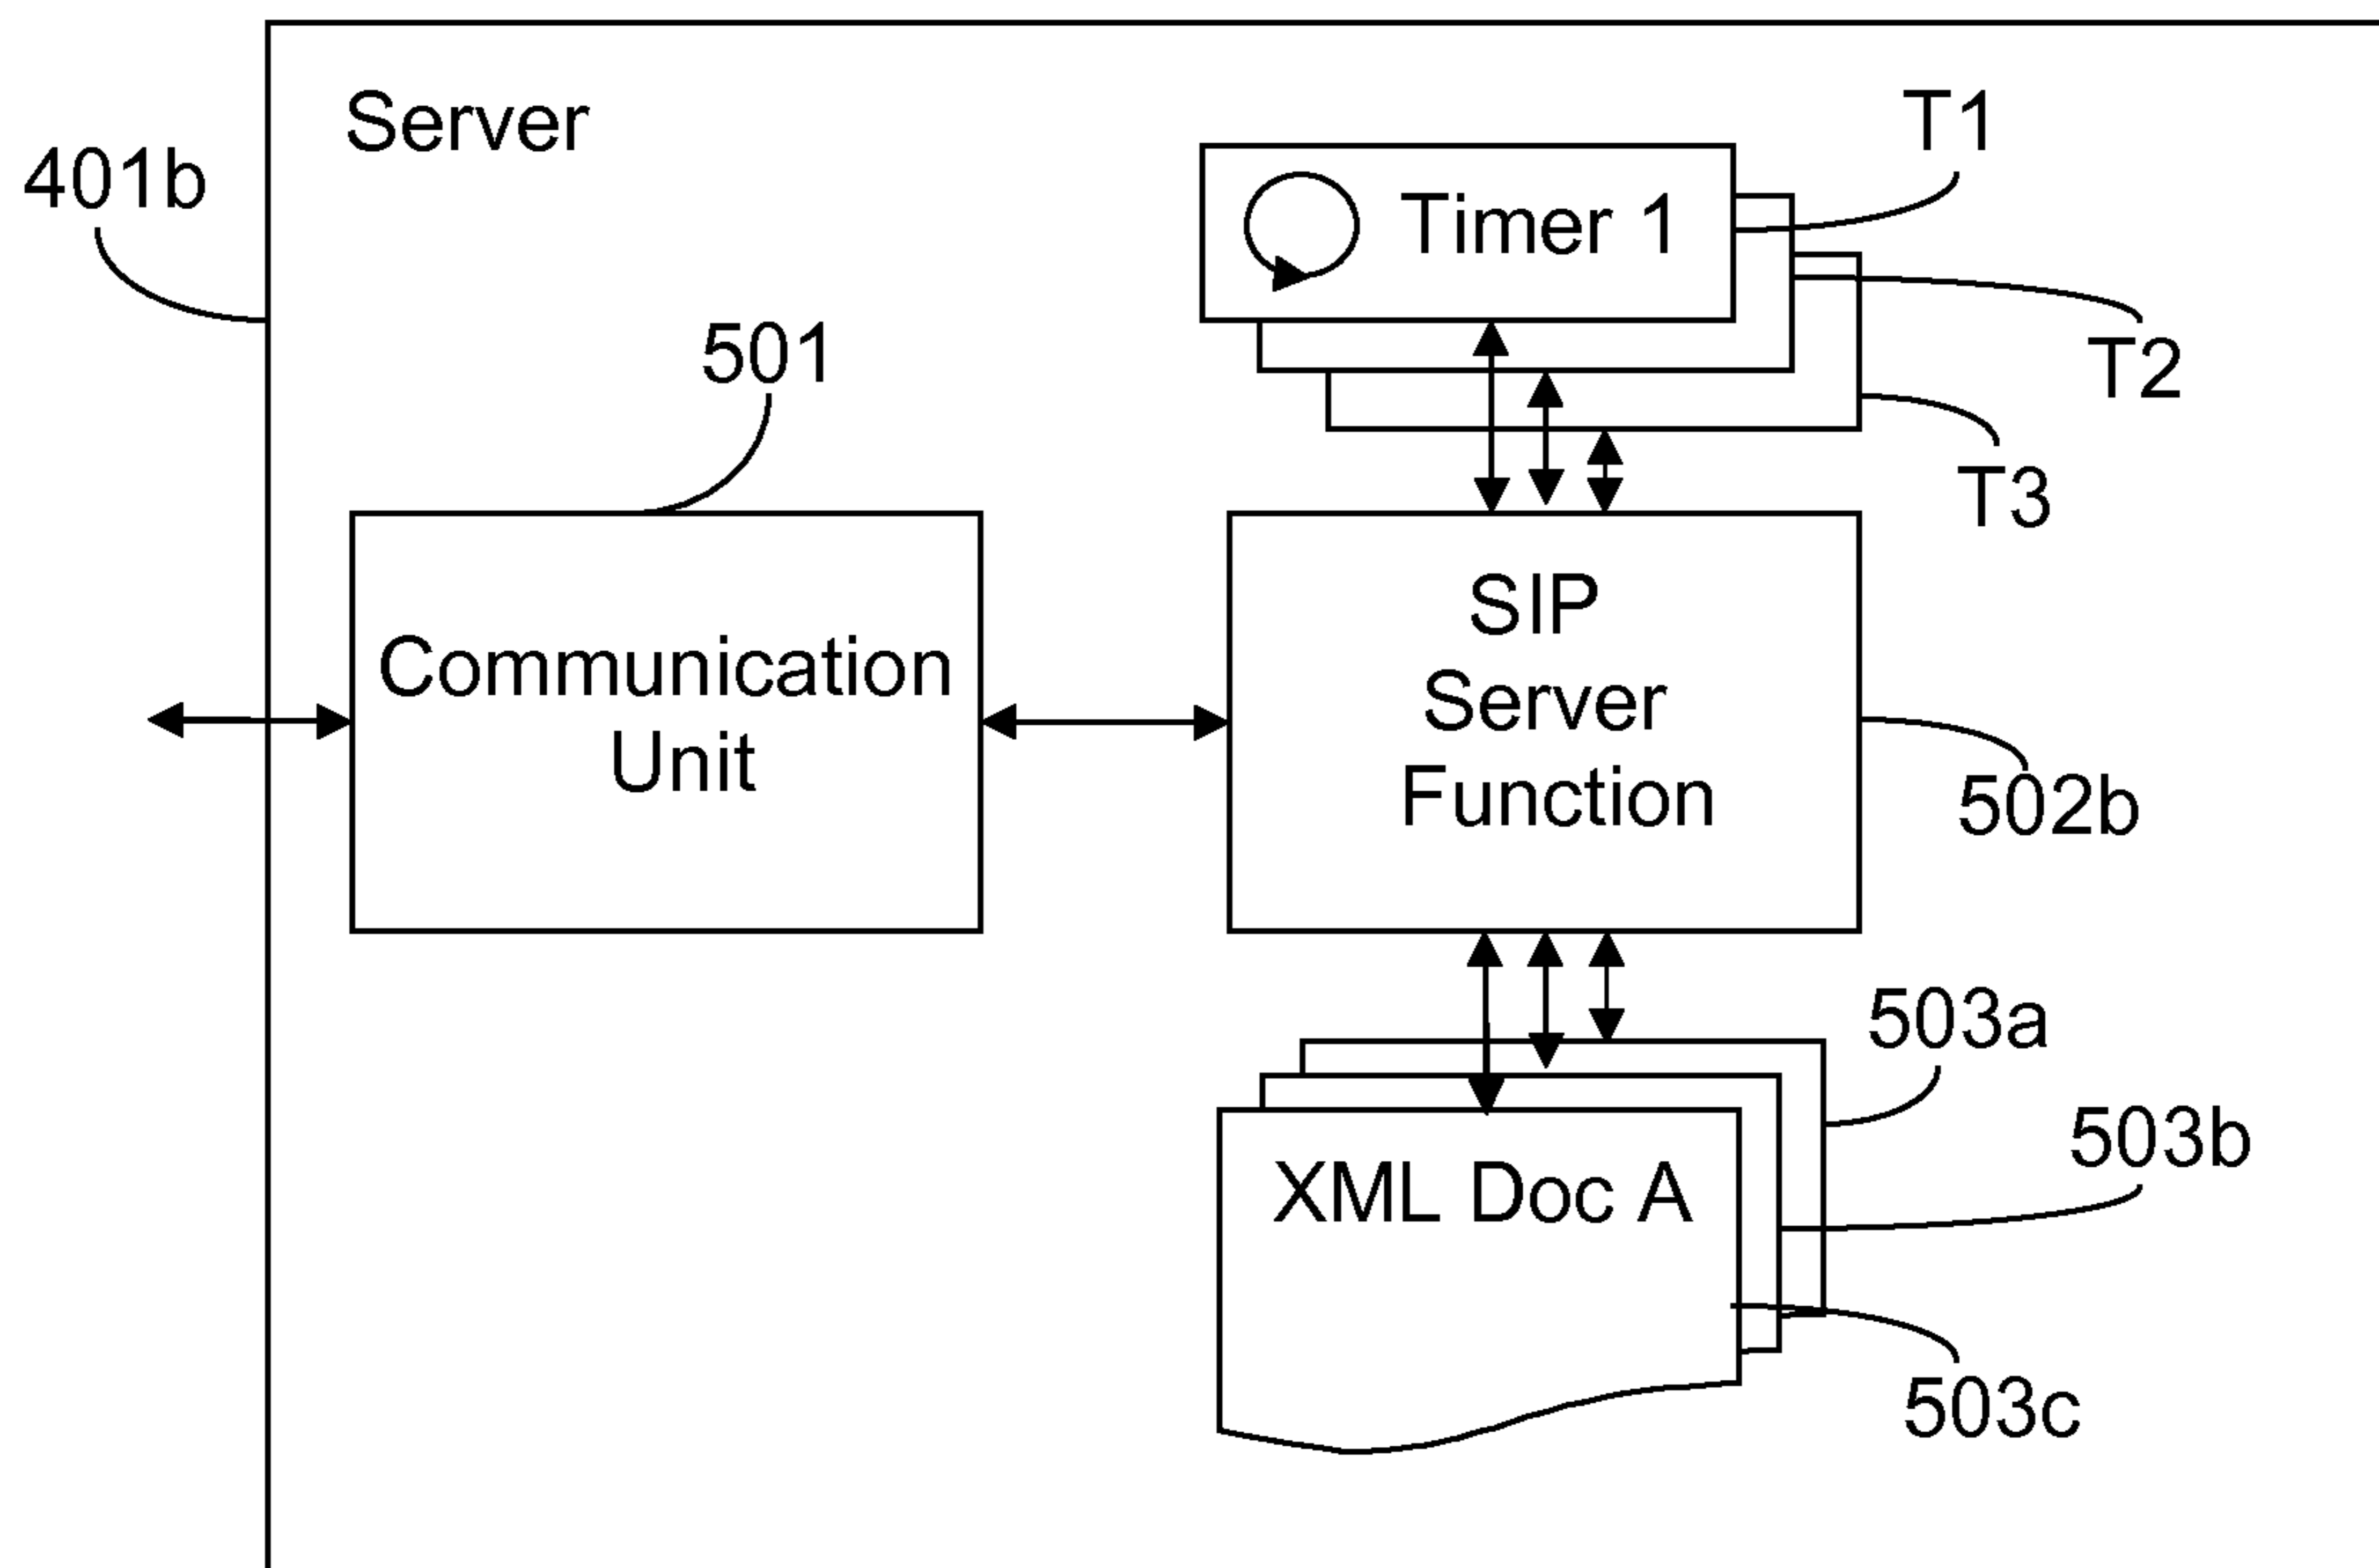 Server
T1
401b
Timer 1
501
T2
T3
SIP
Server
Function
Communication
Unit
502b
503a
503b
XML Doc A
503c